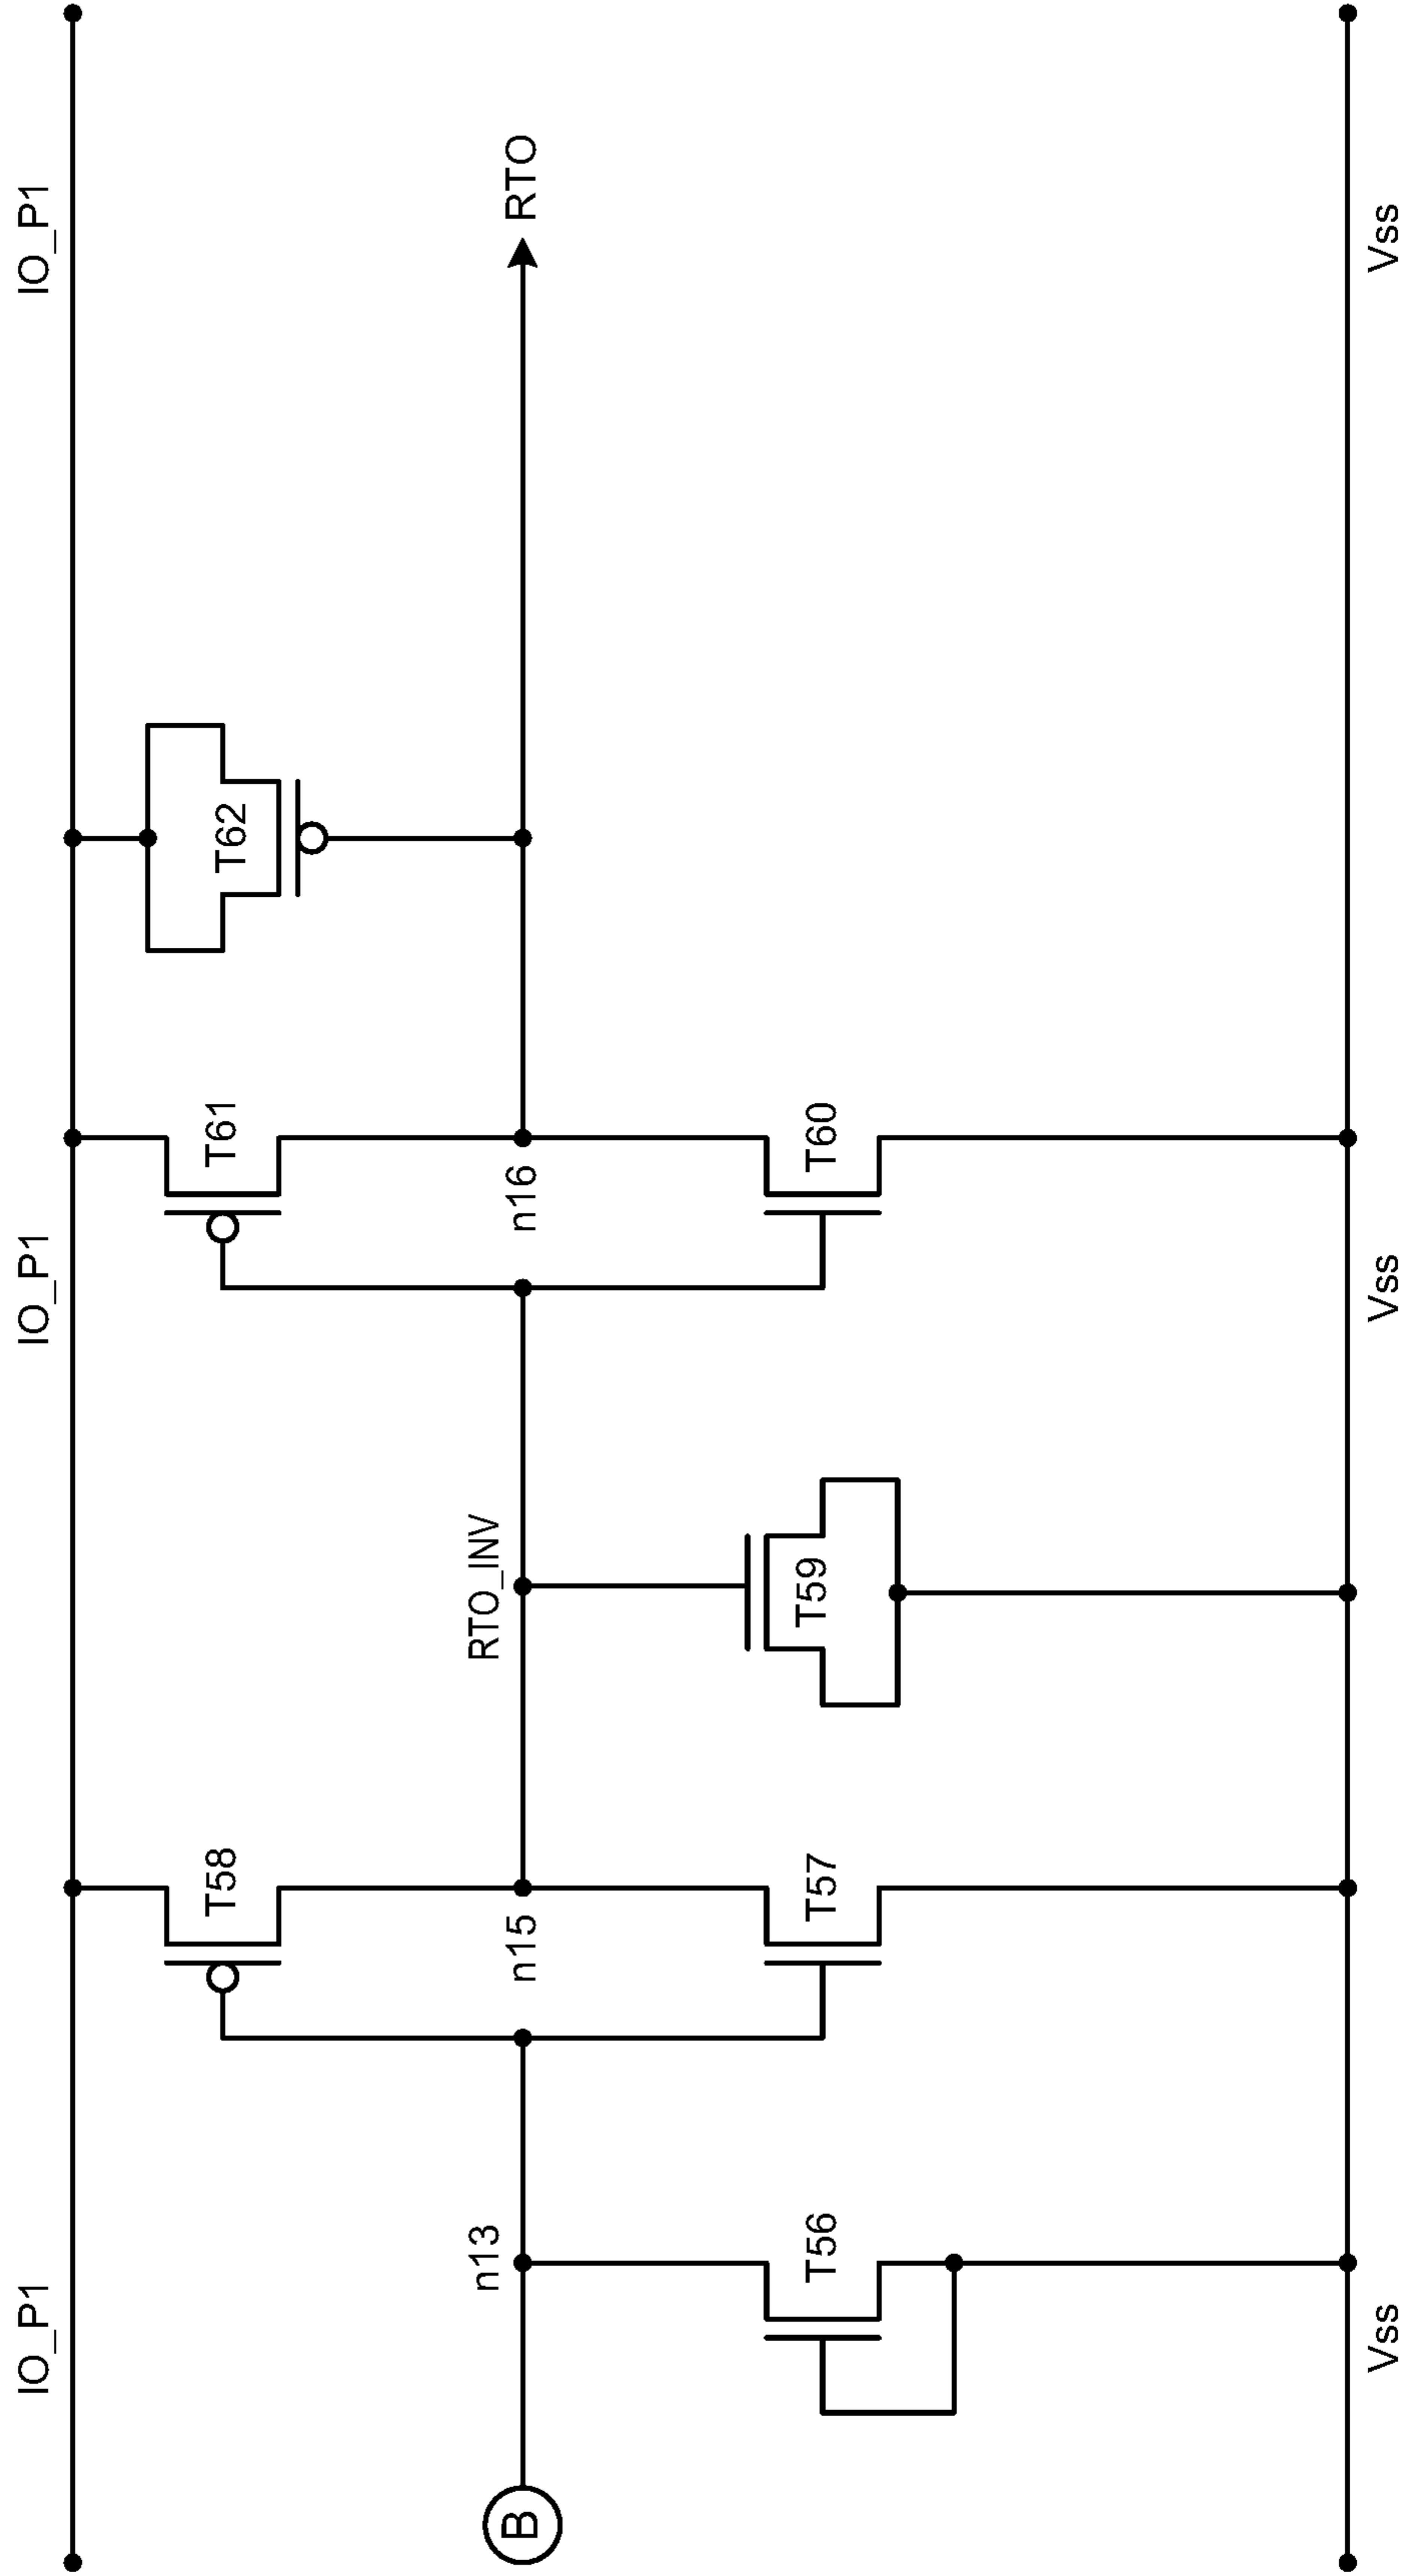 IO_P1
IO_P1
IO_P1
T58
T61
T62
n13
RTO_INV
n15
n16
RTO
B
T56
T57
T59
T60
Vss
Vss
Vss